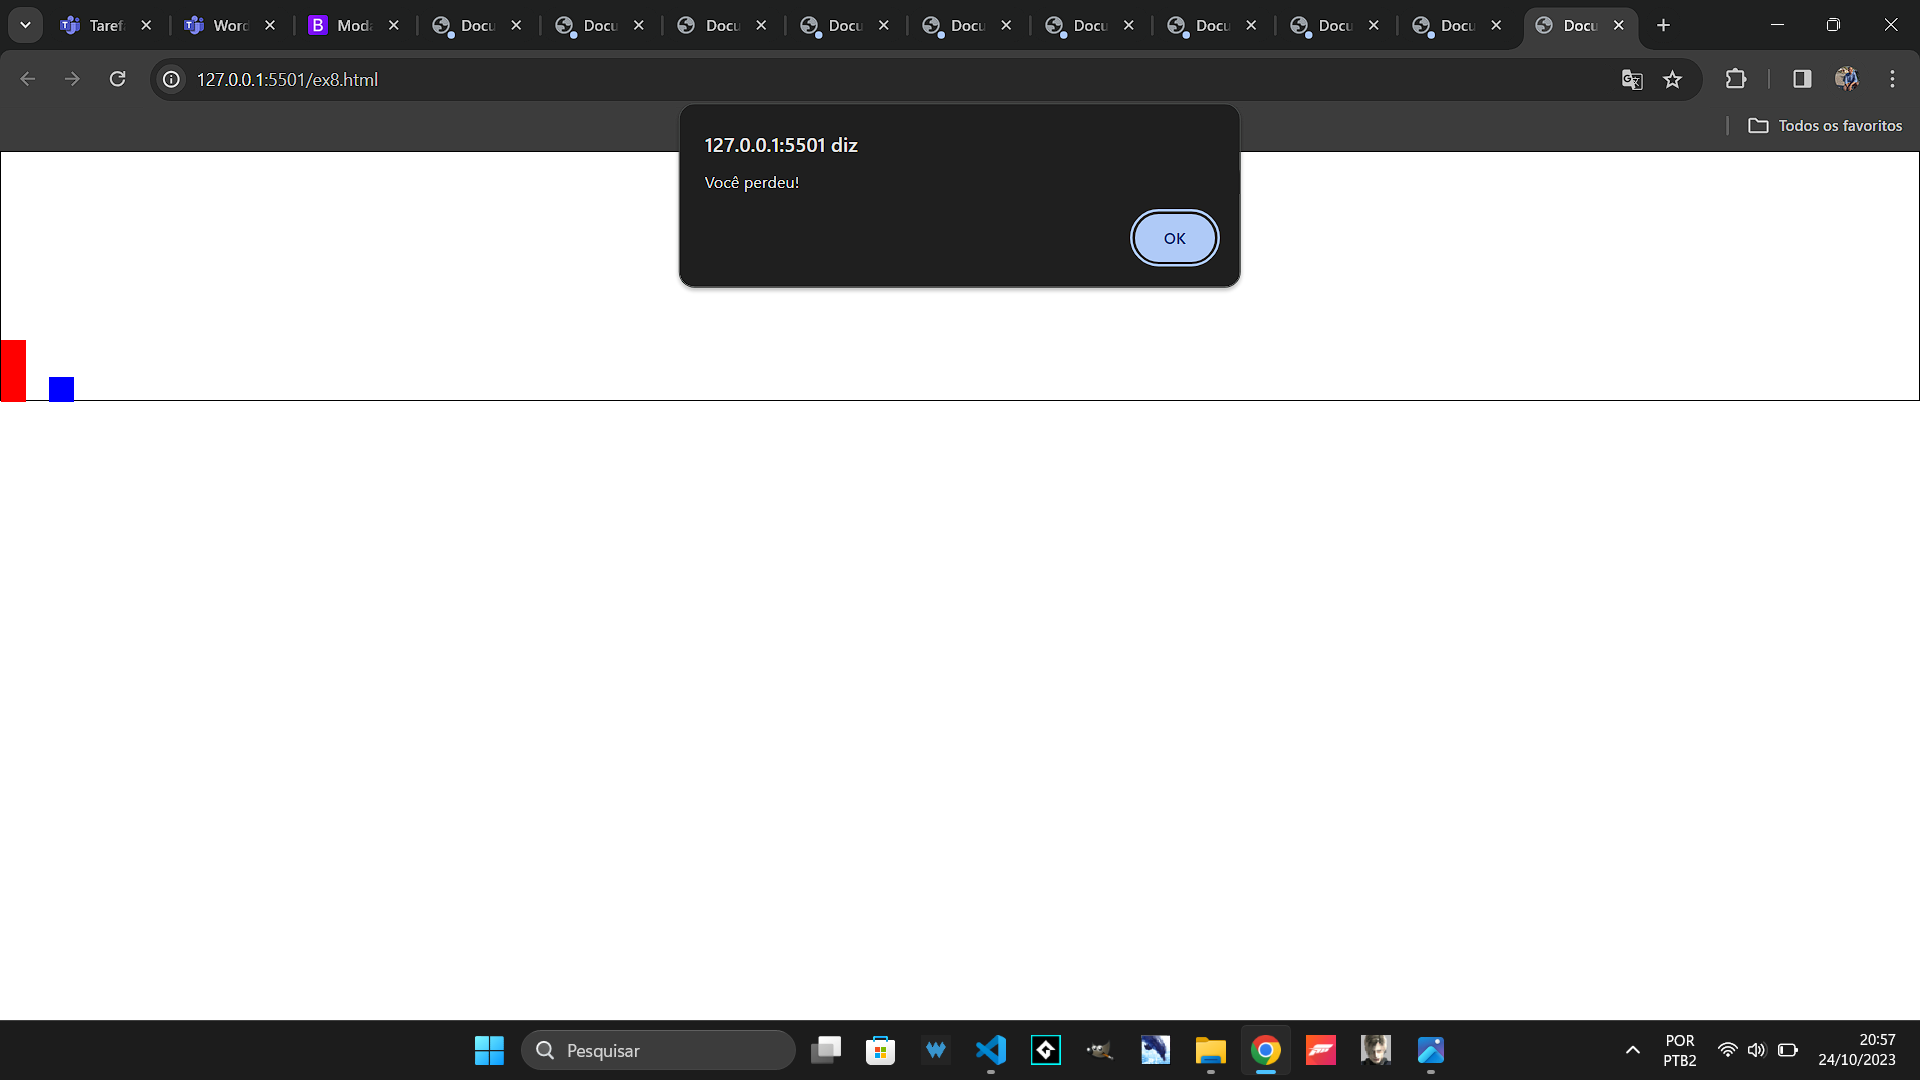 Taref
Word
B Moda
Docu
Docu
Docu
Docu
Docu
Docu
Docu
Docu
Docu
Docu
127.0.0.1:5501/ex8.html
Todos os favoritos
127.0.0.1:5501 diz
Você perdeu!
OK
Pesquisar
POR
PTB2
20:57
24/10/2023